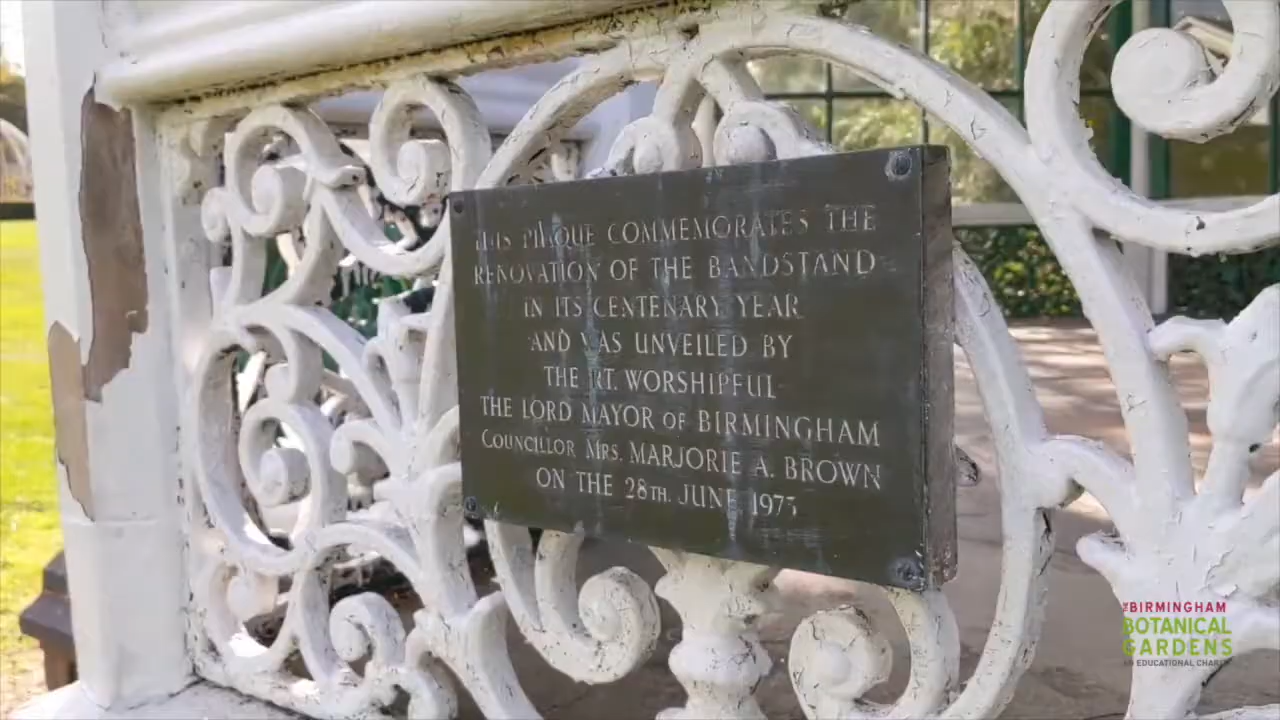 THIS PLAQUE COMMEMORATES THE
RENOVATION OF THE BANDSTAND
IN ITS CENTENARY YEAR
AND WAS UNVEILED BY
THE RT. WORSHIPFUL
THE LORD MAYOR OF BIRMINGHAM
COUNCILLOR MRS. MARJORIE A. BROWN
ON THE 28TH. JUNE
THE BIRMINGHAM
BOTANICAL
GARDENS
AN EDUCATIONAL CHARITY